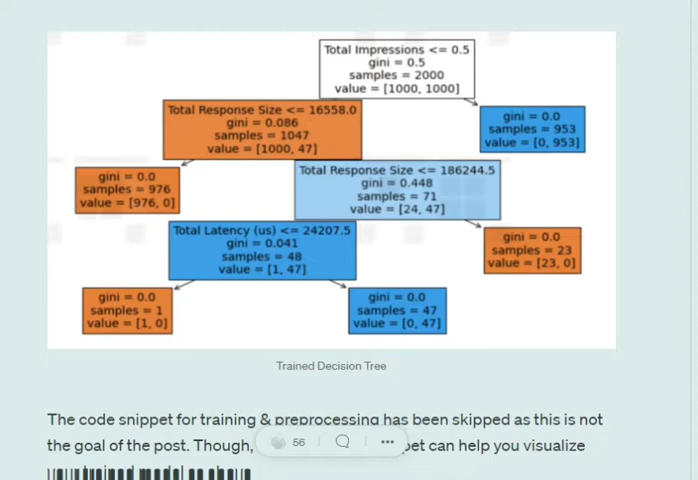 Total Impressions <= 0.5
gini = 0.5
samples = 2000
value = [1000, 1000]
Total Response Size <= 16558.0
gini = 0.086
samples = 1047
value = [1000, 47]
gini = 0.0
samples = 953
value = [0, 953]
gini = 0.0
samples = 976
value = [976, 0]
Total Response Size <= 186244.5
gini = 0.448
samples = 71
value = [24, 47]
Total Latency (us) <= 24207.5
gini = 0.041
samples = 48
value = [1, 47]
gini = 0.0
samples = 23
value = [23, 0]
gini = 0.0
samples = 1
value = [1, 0]
gini = 0.0
samples = 47
value = [0, 47]
Trained Decision Tree
The code snippet for training & preprocessing has been skipped as this is not
the goal of the post. Though, can help you visualize
56